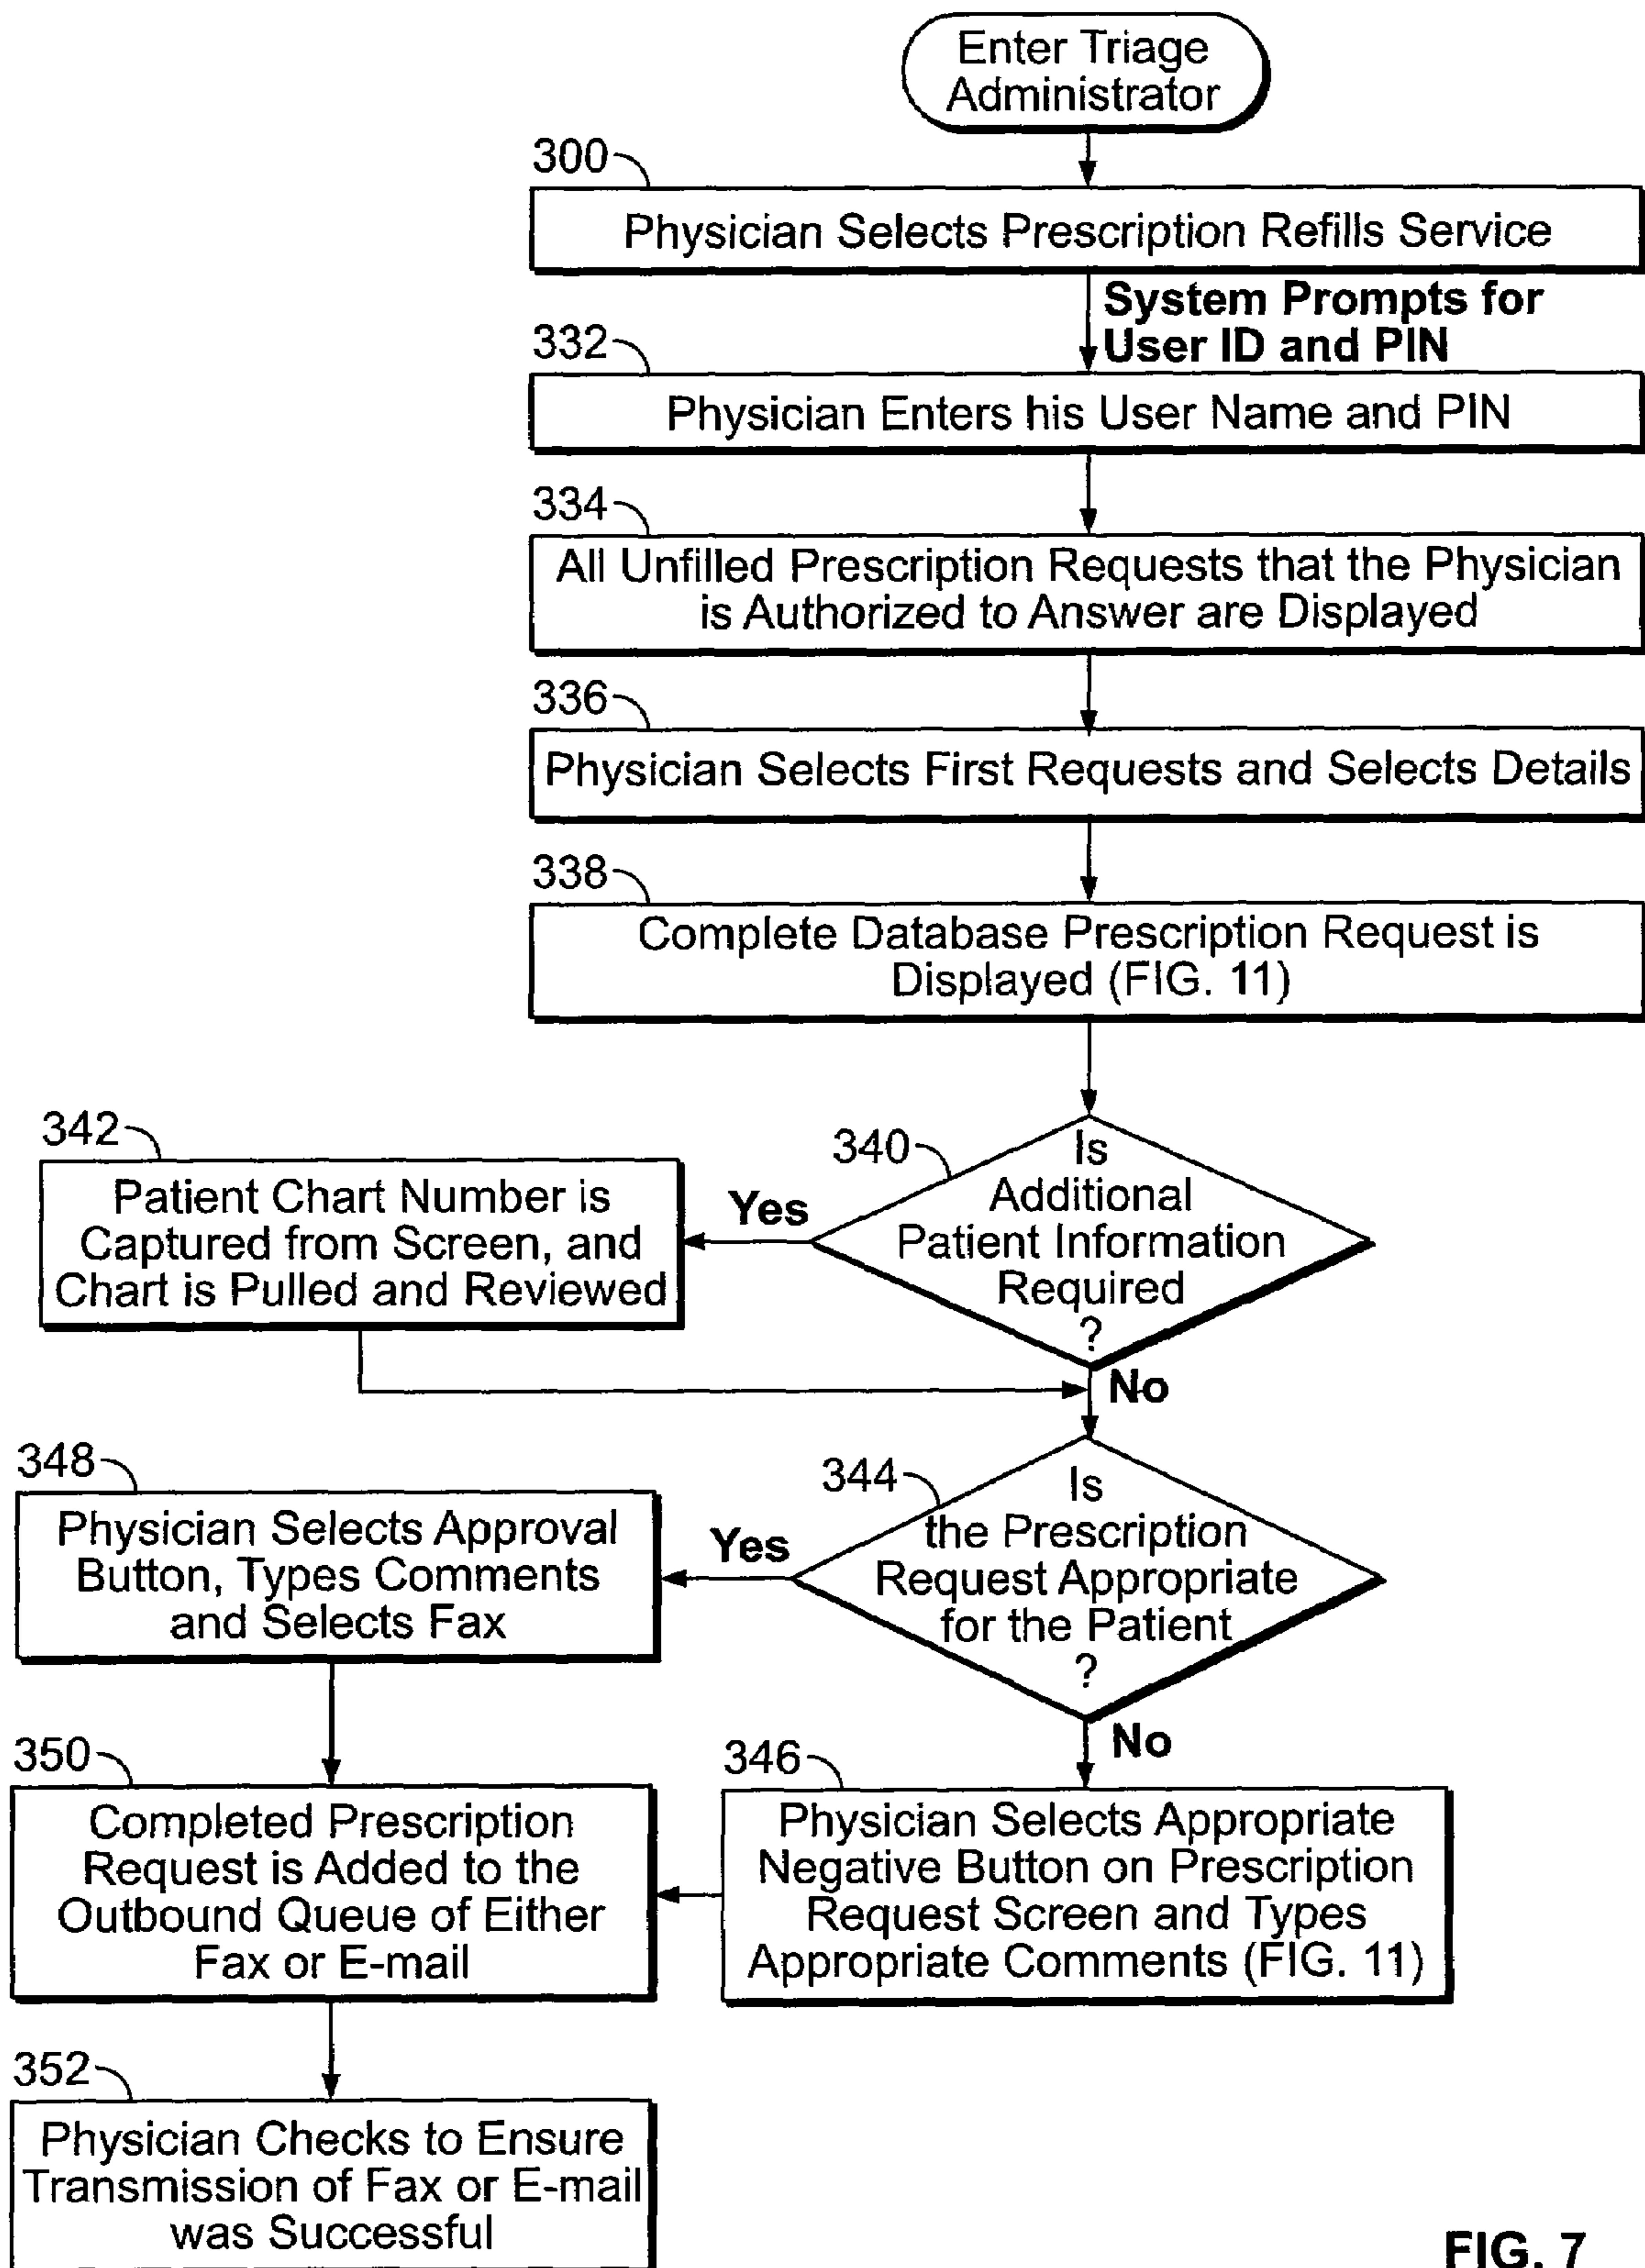 Enter Triage
Administrator
300
Physician Selects Prescription Refills Service
System Prompts for
User ID and PIN
332
Physician Enters his User Name and PIN
334
All Unfilled Prescription Requests that the Physician
is Authorized to Answer are Displayed
336
Physician Selects First Requests and Selects Details
338
Complete Database Prescription Request is
Displayed (FIG. 11)
340
Is
Additional
Patient Information
Required
?
Yes
342
Patient Chart Number is
Captured from Screen, and
Chart is Pulled and Reviewed
No
344
Is
the Prescription
Request Appropriate
for the Patient
?
Yes
348
Physician Selects Approval
Button, Types Comments
and Selects Fax
No
346
Physician Selects Appropriate
Negative Button on Prescription
Request Screen and Types
Appropriate Comments (FIG. 11)
350
Completed Prescription
Request is Added to the
Outbound Queue of Either
Fax or E-mail
352
Physician Checks to Ensure
Transmission of Fax or E-mail
was Successful
FIG. 7